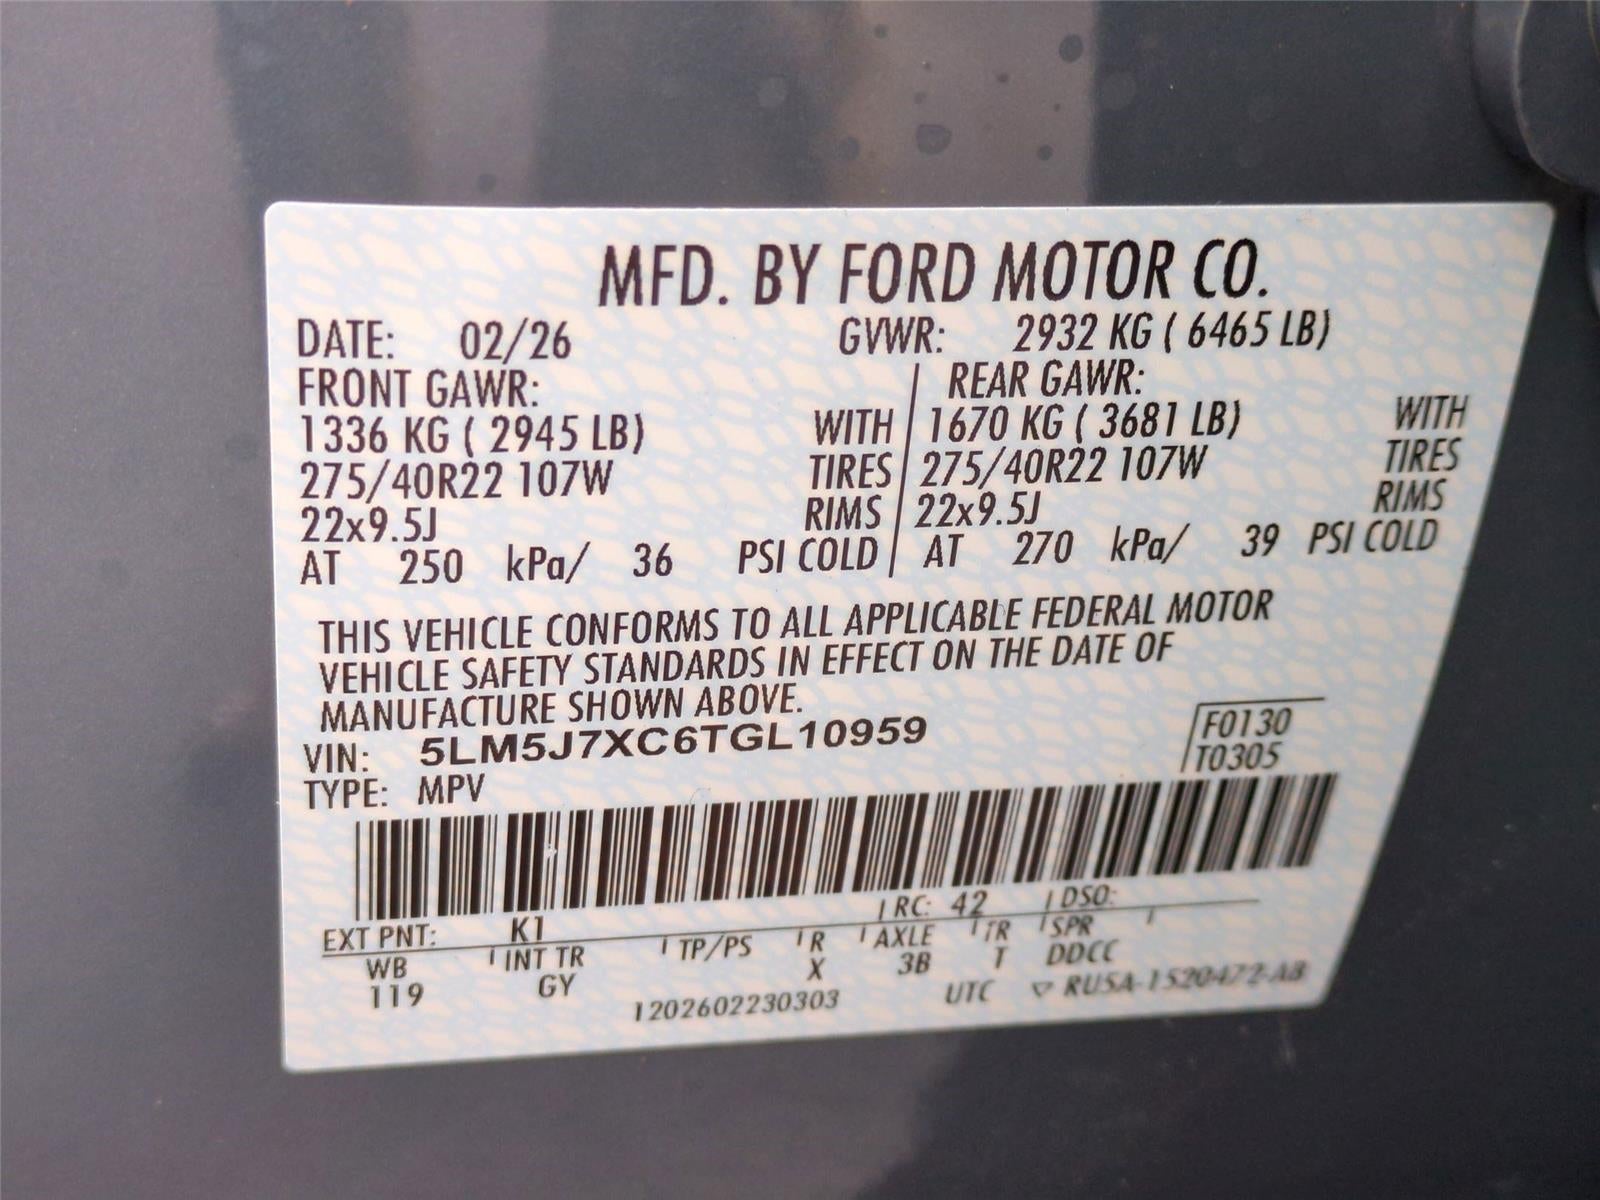 MFD. BY FORD MOTOR CO.
DATE: 02/26 GVWR: 2932 KG ( 6465 LB)
FRONT GAWR: REAR GAWR:
1336 KG ( 2945 LB) WITH 1670 KG ( 3681 LB) WITH
275/40R22 107W TIRES 275/40R22 107W TIRES
22x9.5J RIMS 22x9.5J RIMS
AT 250 kPa/ 36 PSI COLD AT 270 kPa/ 39 PSI COLD
THIS VEHICLE CONFORMS TO ALL APPLICABLE FEDERAL MOTOR
VEHICLE SAFETY STANDARDS IN EFFECT ON THE DATE OF
MANUFACTURE SHOWN ABOVE.
VIN: 5LM5J7XC6TGL10959 F0130
TYPE: MPV T0305
EXT PNT: K1 RC: 42 DSO:
WB INT TR TP/PS R AXLE TR SPR
119 GY X 3B T DDCC
1202602230303 UTC ▽ RUSA-1520472-AB